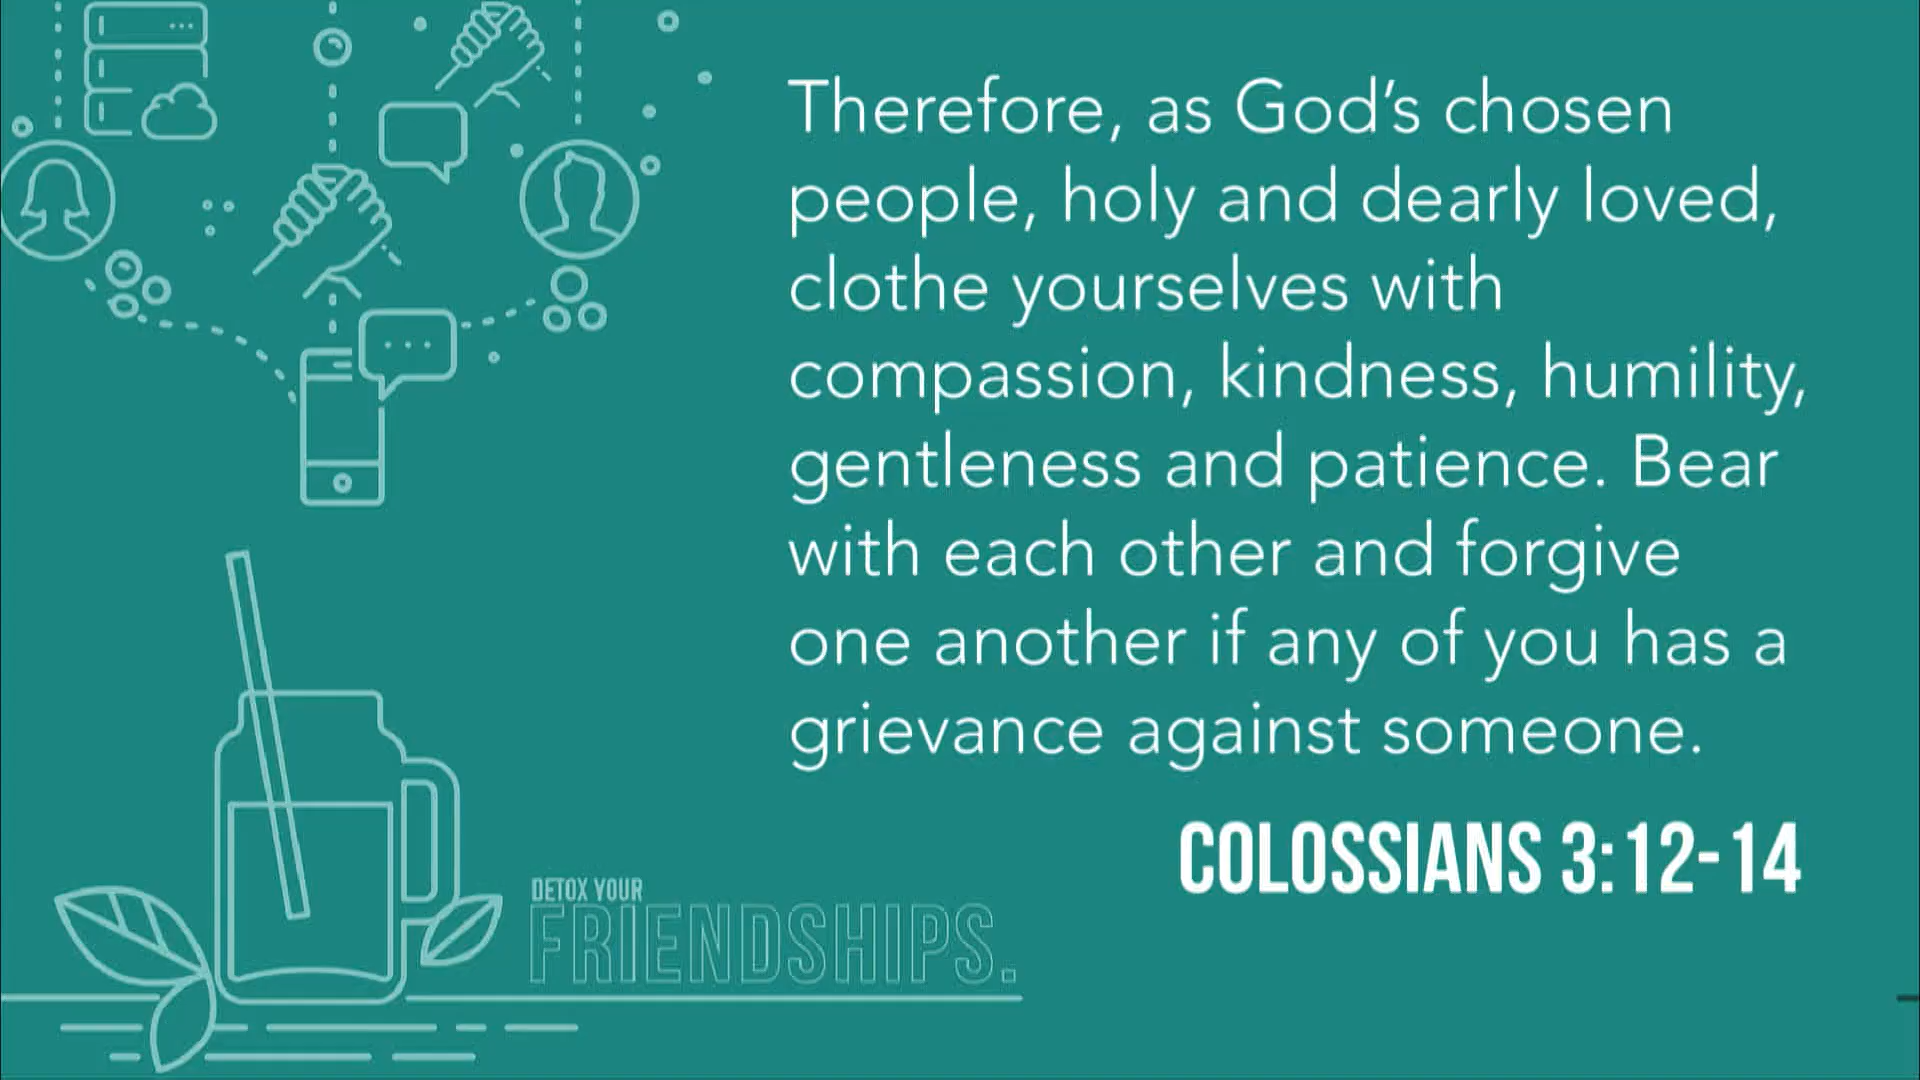 Therefore, as God’s chosen
people, holy and dearly loved,
clothe yourselves with
compassion, kindness, humility,
gentleness and patience. Bear
with each other and forgive
one another if any of you has a
grievance against someone.
COLOSSIANS 3:12-14
DETOX YOUR
FRIENDSHIPS.